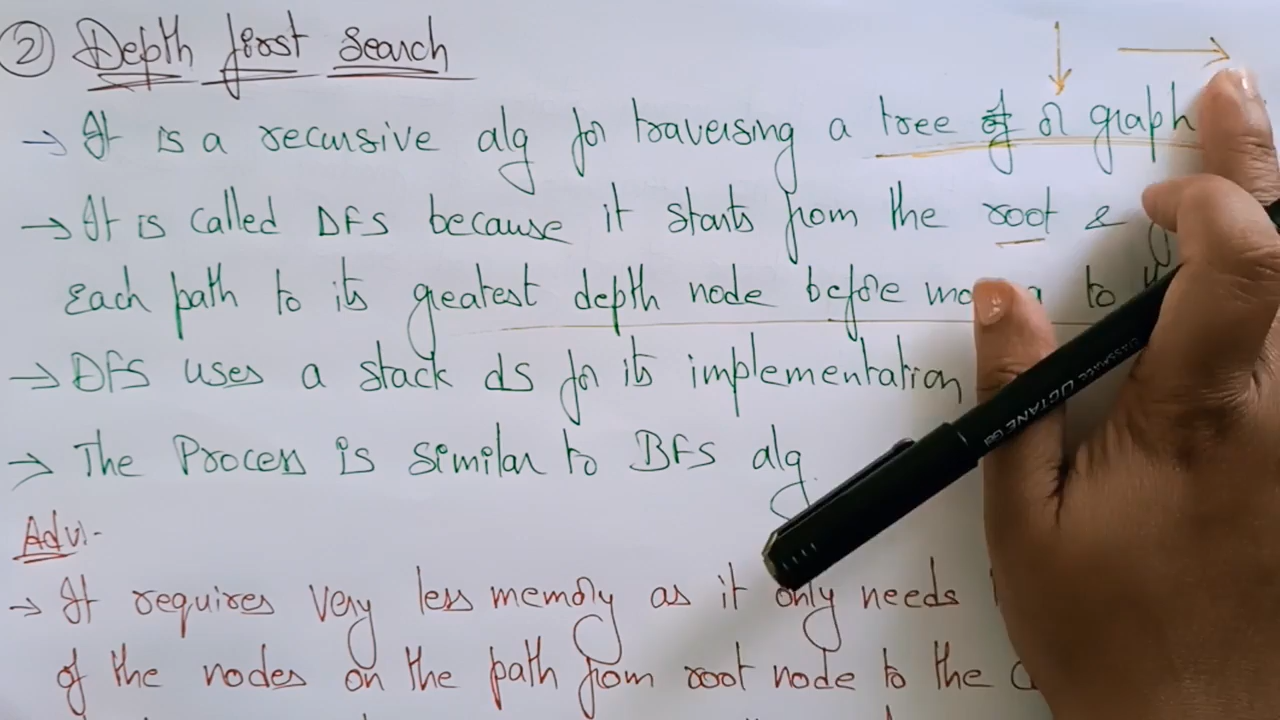 ② Depth first Search
→ It is a recursive alg for traversing a tree of or graph
→ It is called DFS because it starts from the root &
Each path to its greatest depth node before to
→ DFS uses a stack ds for its implementation
→ The Process is similar to BFS alg
Adv:-
→ It requires very less memory as it only needs
of the nodes on the path from root node to the
OCTANE Gel